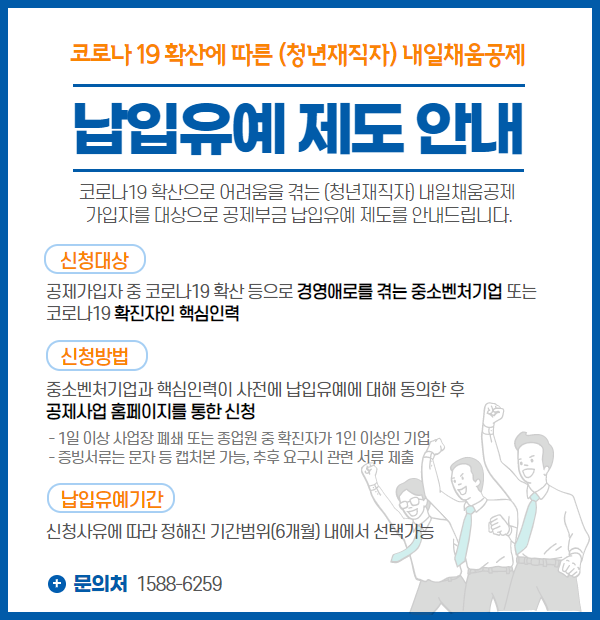 코로나 19 확산에 따른 (청년재직자) 내일채움공제
납입유예 제도 안내
코로나19 확산으로 어려움을 겪는 (청년재직자) 내일채움공제
가입자를 대상으로 공제부금 납입유예 제도를 안내드립니다.
신청대상
공제가입자 중 코로나19 확산 등으로 경영애로를 겪는 중소벤처기업 또는
코로나19 확진자인 핵심인력
신청방법
중소벤처기업과 핵심인력이 사전에 납입유예에 대해 동의한 후
공제사업 홈페이지를 통한 신청
- 1일 이상 사업장 폐쇄 또는 종업원 중 확진자가 1인 이상인 기업
- 증빙서류는 문자 등 캡처본 가능, 추후 요구시 관련 서류 제출
납입유예기간
신청사유에 따라 정해진 기간범위(6개월) 내에서 선택가능
문의처 1588-6259